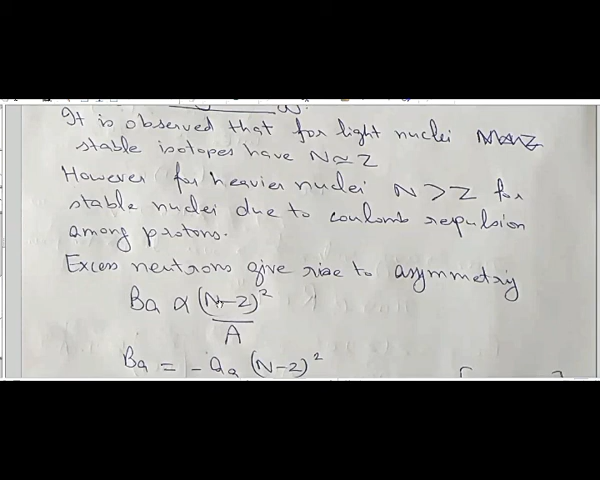 It is observed that for light nuclei
stable isotopes have N ≃ Z
However for heavier nuclei N > Z for
stable nuclei due to coulomb repulsion
among protons.
Excess neutrons give rise to asymmetry
Ba ∝ (N-Z)²
A
Ba = -aₐ (N-Z)²